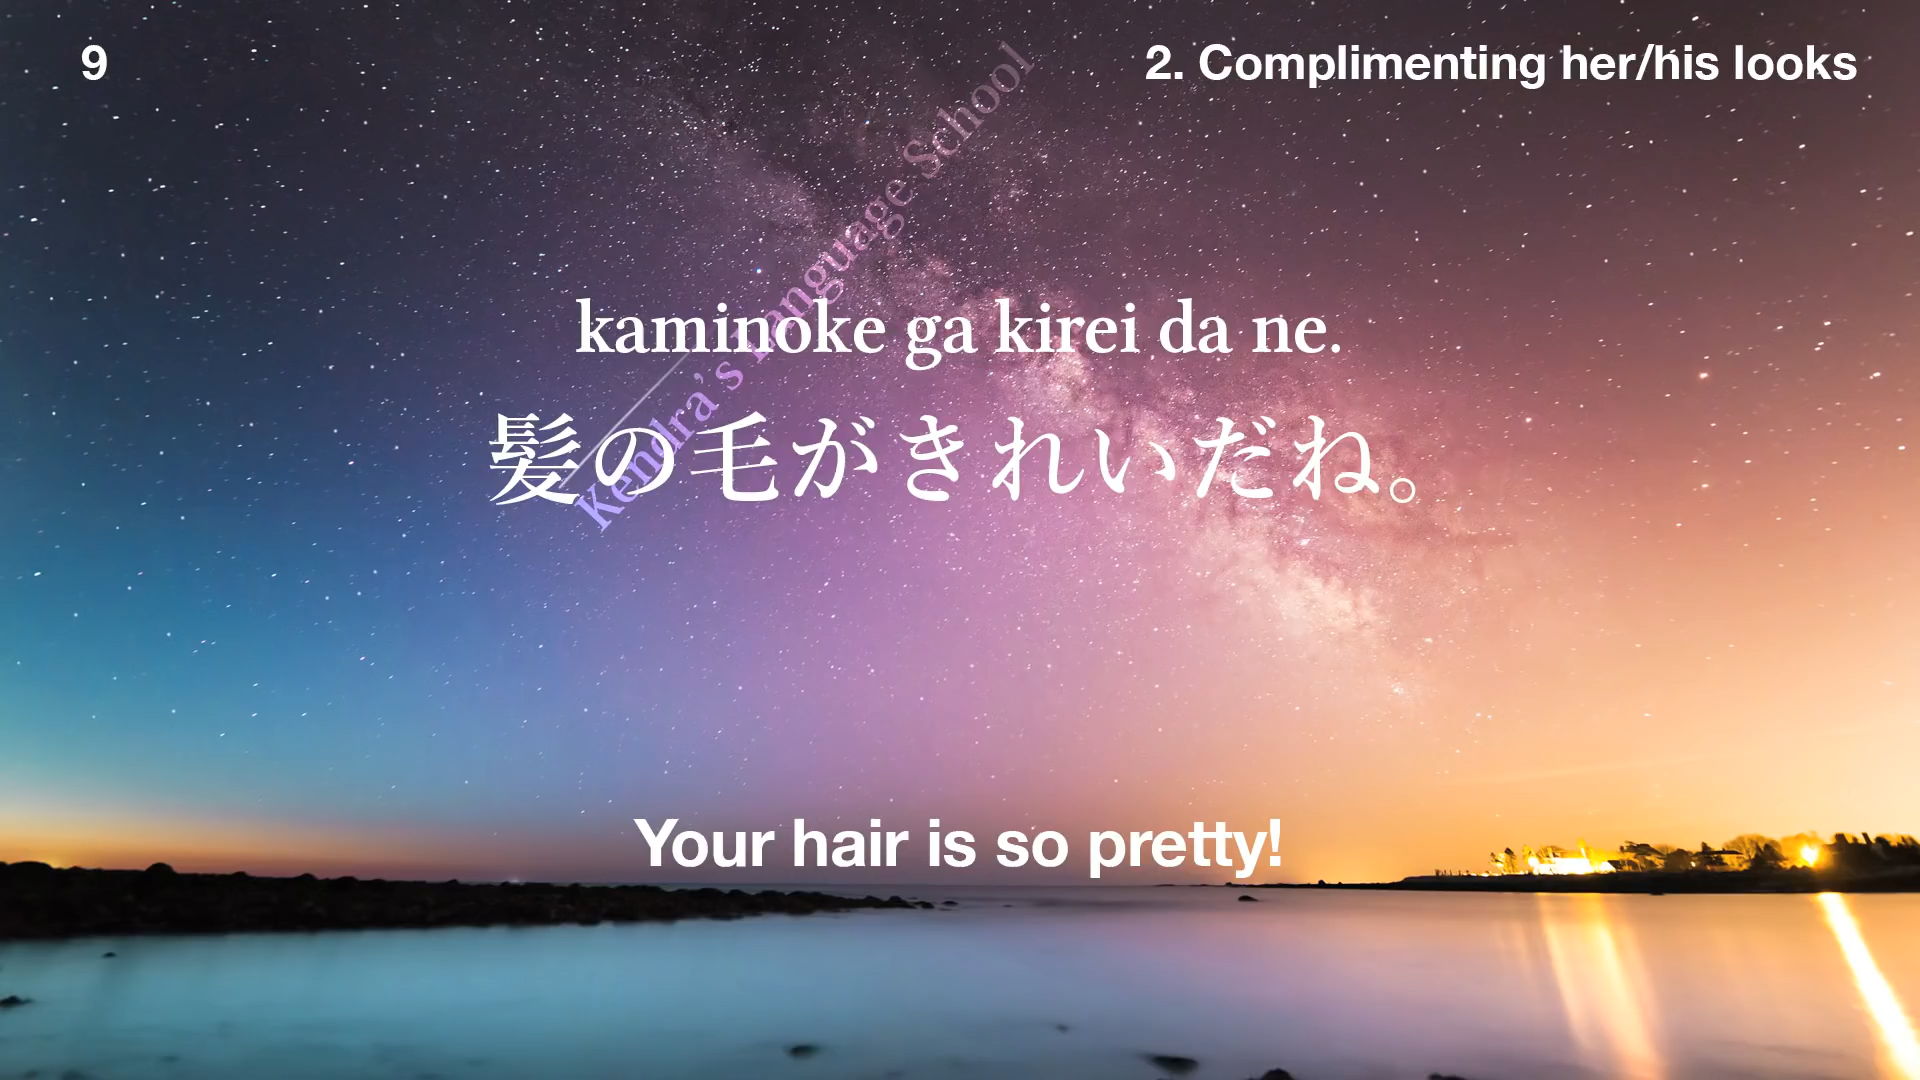 9
2. Complimenting her/his looks
Kendra's Language School
kaminoke ga kirei da ne.
髪の毛がきれいだね。
Your hair is so pretty!